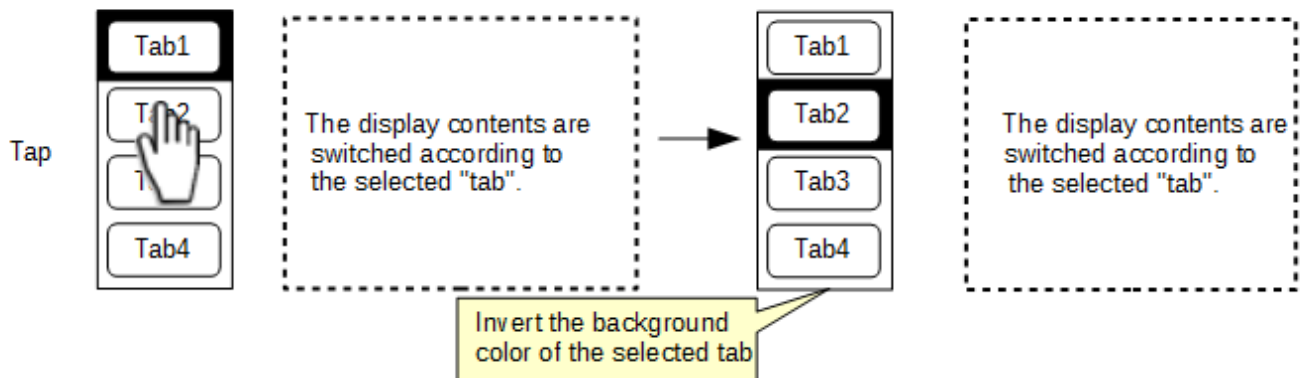 Tap
Tab1
Tab2
Tab4
The display contents are
switched according to
the selected "tab".
Tab1
Tab2
Tab3
Tab4
The display contents are
switched according to
the selected "tab".
Invert the background
color of the selected tab